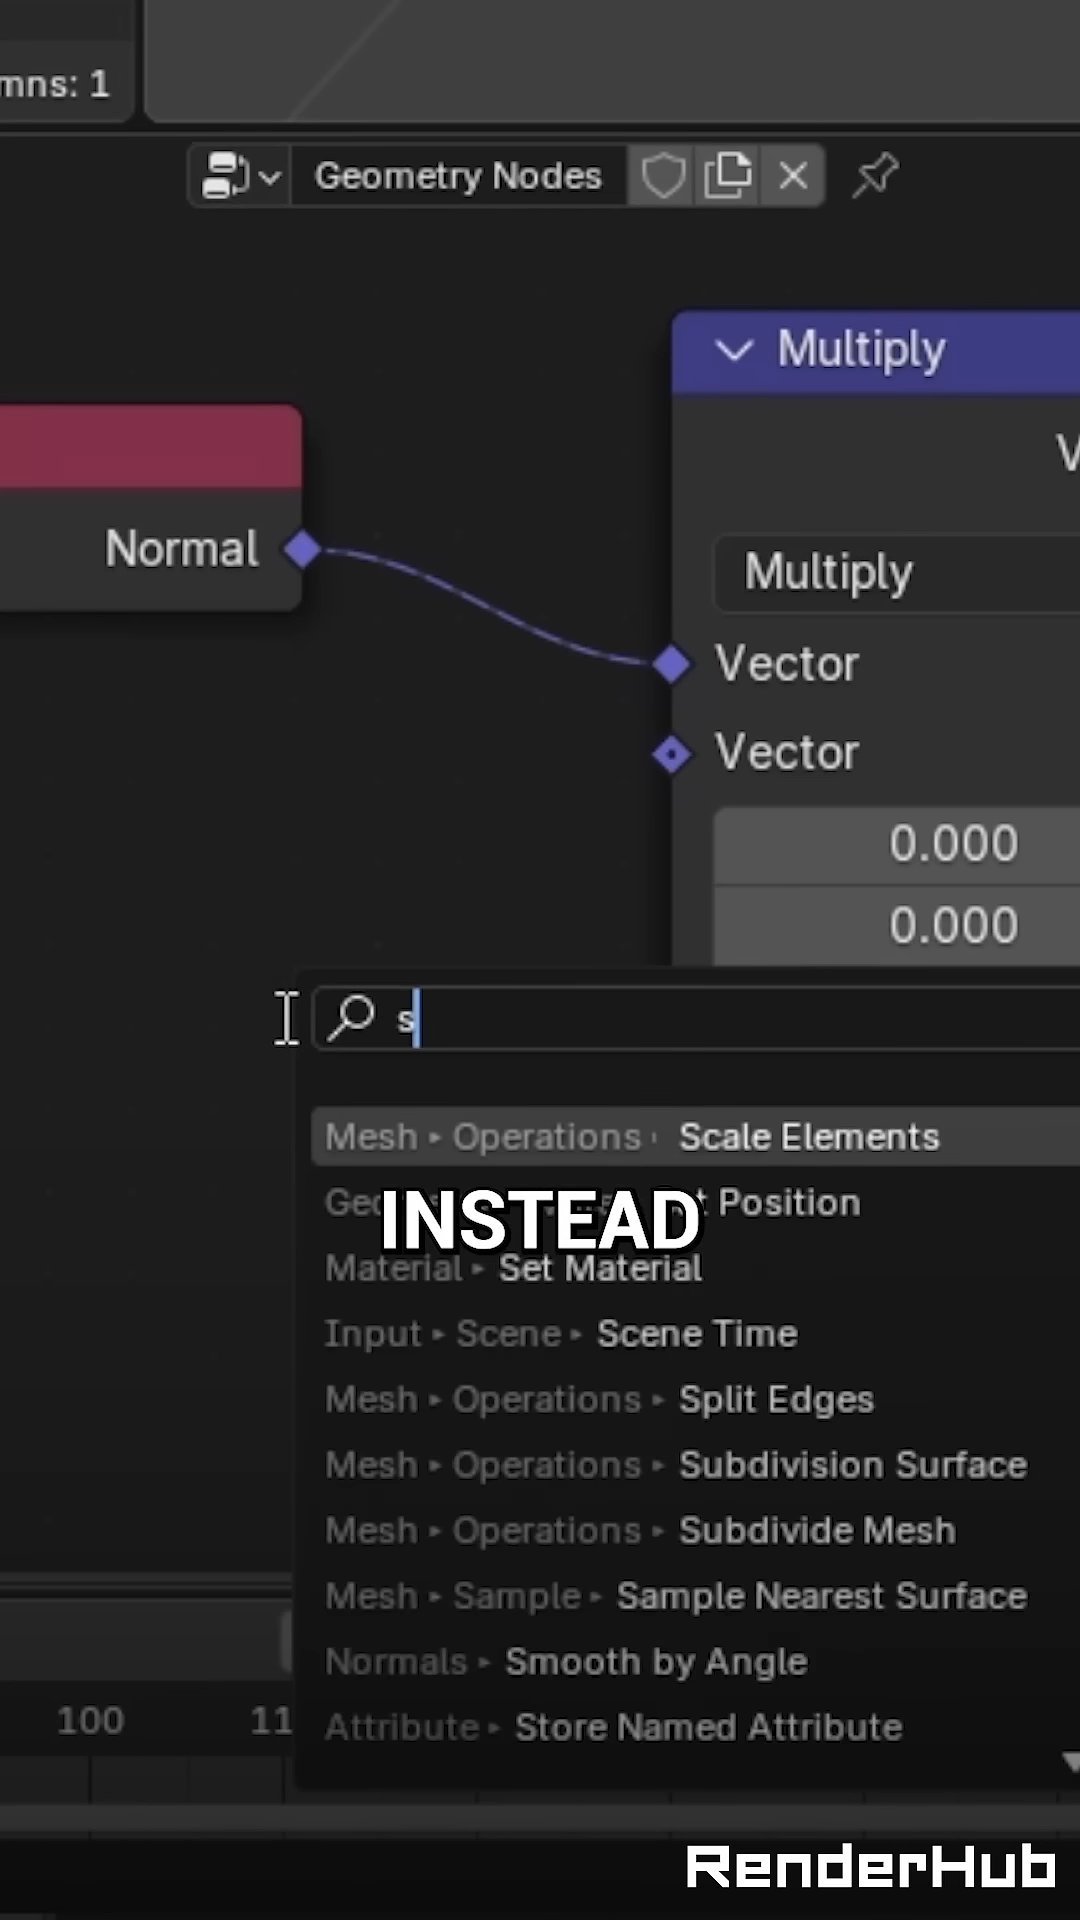 mns: 1
Geometry Nodes
Multiply
V
Normal
Multiply
Vector
Vector
0.000
0.000
s
Mesh ▸ Operations ▸ Scale Elements
Position
INSTEAD
Material ▸ Set Material
Input ▸ Scene ▸ Scene Time
Mesh ▸ Operations ▸ Split Edges
Mesh ▸ Operations ▸ Subdivision Surface
Mesh ▸ Operations ▸ Subdivide Mesh
Mesh ▸ Sample ▸ Sample Nearest Surface
Normals ▸ Smooth by Angle
100 11
Attribute ▸ Store Named Attribute
RenderHub